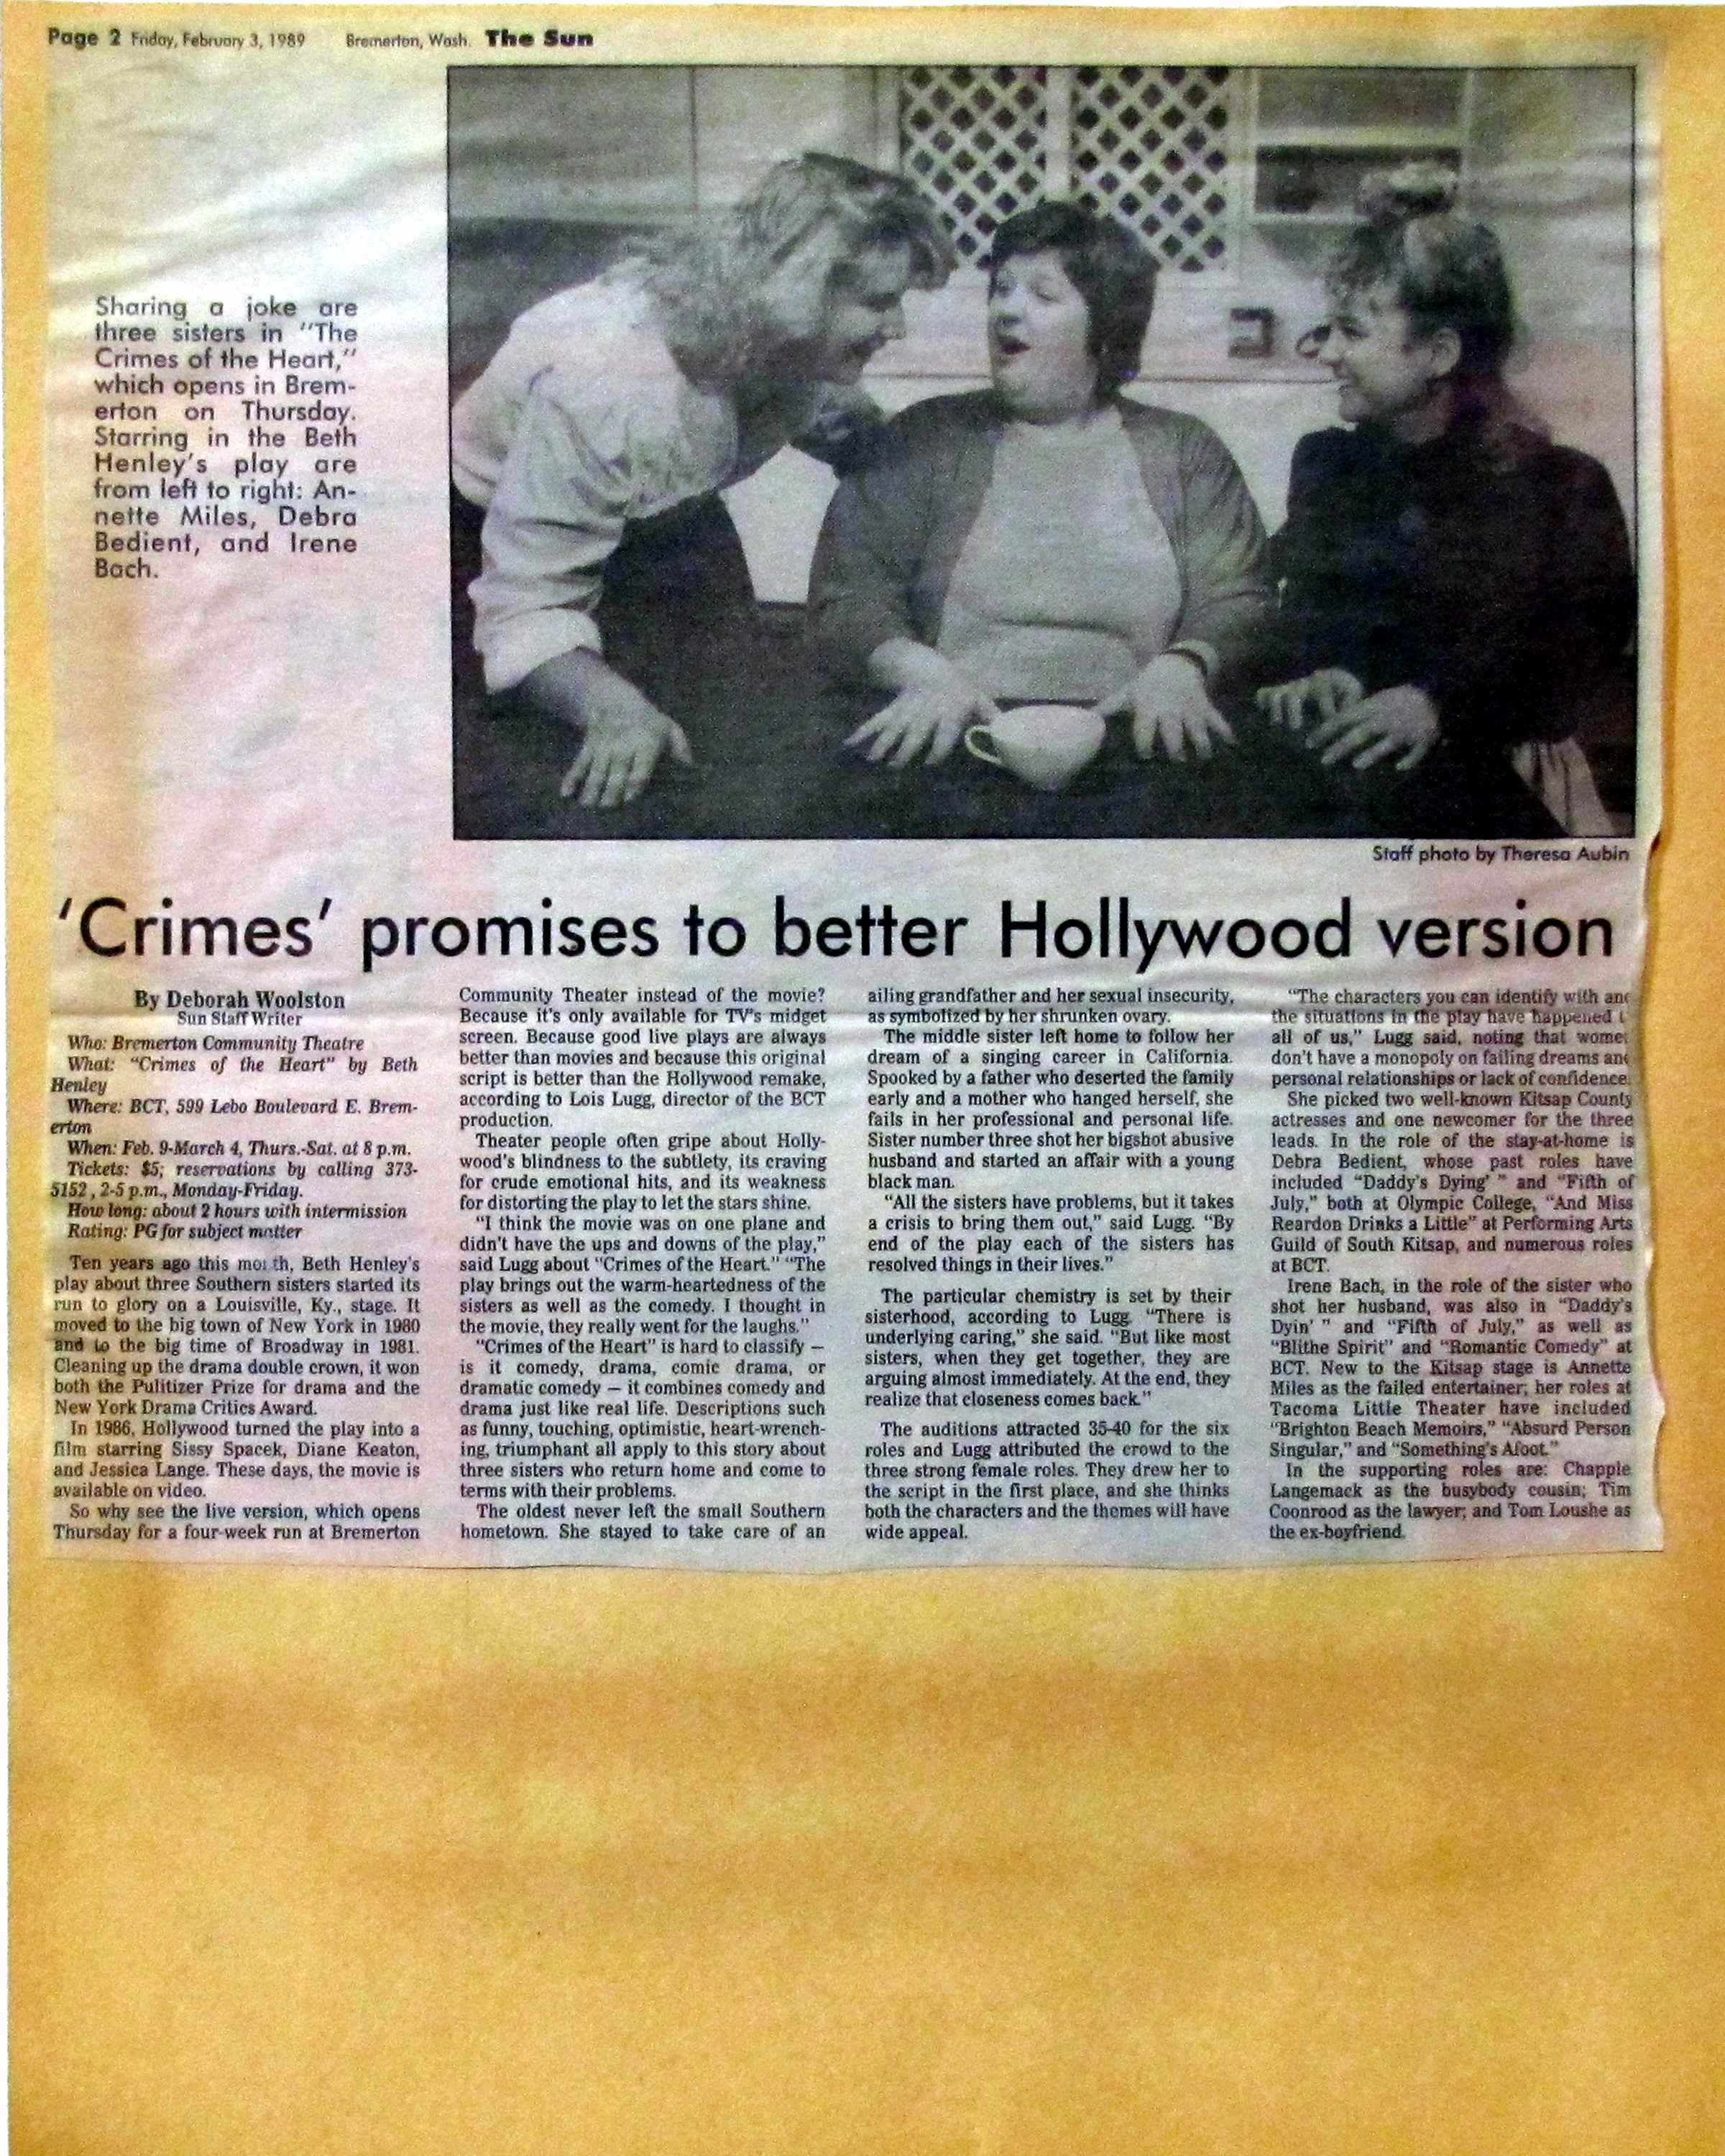 Page 2 Friday, February 3, 1989 Bremerton, Wash. The Sun
Sharing a joke are
three sisters in "The
Crimes of the Heart,"
which opens in Brem-
erton on Thursday.
Starring in the Beth
Henley's play are
from left to right: An-
nette Miles, Debra
Bedient, and Irene
Bach.
Staff photo by Theresa Aubin
'Crimes' promises to better Hollywood version
By Deborah Woolston
Sun Staff Writer
Who: Bremerton Community Theatre
What: "Crimes of the Heart" by Beth
Henley
Where: BCT, 599 Lebo Boulevard E. Brem-
erton
When: Feb. 9-March 4, Thurs.-Sat. at 8 p.m.
Tickets: $5; reservations by calling 373-
5152, 2-5 p.m., Monday-Friday.
How long: about 2 hours with intermission
Rating: PG for subject matter
Ten years ago this month, Beth Henley's
play about three Southern sisters started its
run to glory on a Louisville, Ky., stage. It
moved to the big town of New York in 1980
and to the big time of Broadway in 1981.
Cleaning up the drama double crown, it won
both the Pulitizer Prize for drama and the
New York Drama Critics Award.
In 1986, Hollywood turned the play into a
film starring Sissy Spacek, Diane Keaton,
and Jessica Lange. These days, the movie is
available on video.
So why see the live version, which opens
Thursday for a four-week run at Bremerton
Community Theater instead of the movie?
Because it's only available for TV's midget
screen. Because good live plays are always
better than movies and because this original
script is better than the Hollywood remake,
according to Lois Lugg, director of the BCT
production.
Theater people often gripe about Holly-
wood's blindness to the subtlety, its craving
for crude emotional hits, and its weakness
for distorting the play to let the stars shine.
"I think the movie was on one plane and
didn't have the ups and downs of the play,"
said Lugg about "Crimes of the Heart." "The
play brings out the warm-heartedness of the
sisters as well as the comedy. I thought in
the movie, they really went for the laughs."
"Crimes of the Heart" is hard to classify —
is it comedy, drama, comic drama, or
dramatic comedy — it combines comedy and
drama just like real life. Descriptions such
as funny, touching, optimistic, heart-wrench-
ing, triumphant all apply to this story about
three sisters who return home and come to
terms with their problems.
The oldest never left the small Southern
hometown. She stayed to take care of an
ailing grandfather and her sexual insecurity,
as symbolized by her shrunken ovary.
The middle sister left home to follow her
dream of a singing career in California.
Spooked by a father who deserted the family
early and a mother who hanged herself, she
fails in her professional and personal life.
Sister number three shot her bigshot abusive
husband and started an affair with a young
black man.
"All the sisters have problems, but it takes
a crisis to bring them out," said Lugg. "By
end of the play each of the sisters has
resolved things in their lives."
The particular chemistry is set by their
sisterhood, according to Lugg. "There is
underlying caring," she said. "But like most
sisters, when they get together, they are
arguing almost immediately. At the end, they
realize that closeness comes back."
The auditions attracted 35-40 for the six
roles and Lugg attributed the crowd to the
three strong female roles. They drew her to
the script in the first place, and she thinks
both the characters and the themes will have
wide appeal.
"The characters you can identify with
the situations in the play have happened
all of us," Lugg said, noting that
don't have a monopoly on failing dreams
personal relationships or lack of confidence.
She picked two well-known Kitsap County
actresses and one newcomer for the three
leads. In the role of the stay-at-home is
Debra Bedient, whose past roles have
included "Daddy's Dying' " and "Fifth of
July," both at Olympic College, "And Miss
Reardon Drinks a Little" at Performing Arts
Guild of South Kitsap, and numerous roles
at BCT.
Irene Bach, in the role of the sister who
shot her husband, was also in "Daddy's
Dyin' " and "Fifth of July," as well as
"Blithe Spirit" and "Romantic Comedy" at
BCT. New to the Kitsap stage is Annette
Miles as the failed entertainer; her roles at
Tacoma Little Theater have included
"Brighton Beach Memoirs," "Absurd Person
Singular," and "Something's Afoot."
In the supporting roles are: Chapple
Langemack as the busybody cousin; Tim
Coonrood as the lawyer; and Tom Loushe as
the ex-boyfriend.